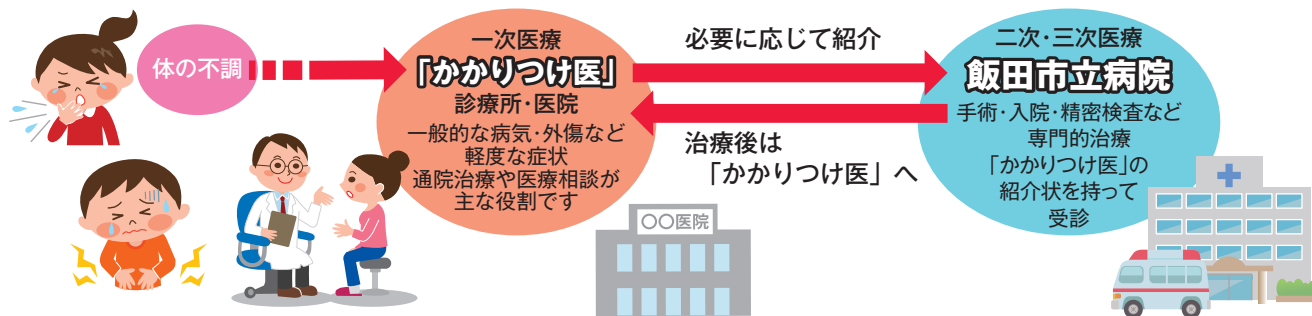 体の不調
一次医療
「かかりつけ医」
診療所・医院
一般的な病気・外傷など
軽度な症状
通院治療や医療相談が
主な役割です
必要に応じて紹介
治療後は
「かかりつけ医」へ
〇〇医院
二次・三次医療
飯田市立病院
手術・入院・精密検査など
専門的治療
「かかりつけ医」の
紹介状を持って
受診